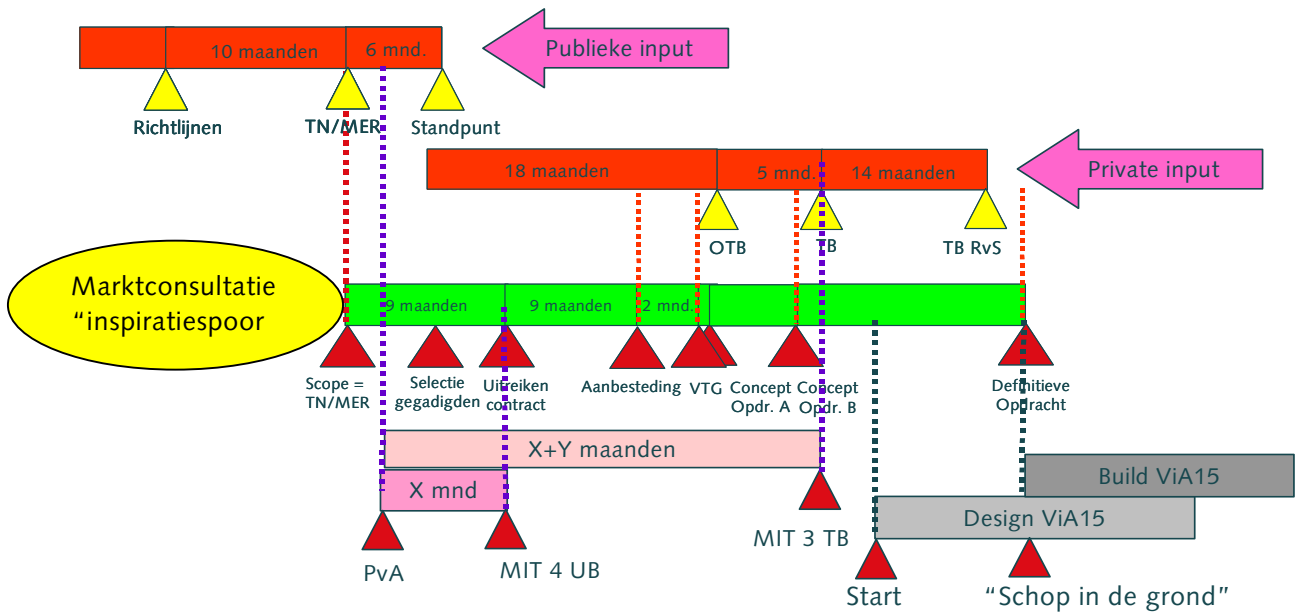 10 maanden
6 mnd.
Publieke input
Richtlijnen
TN/MER
Standpunt
18 maanden
5 mnd.
14 maanden
Private input
OTB
TB
TB RvS
Marktconsultatie
“inspiratiespoor
9 maanden
9 maanden
2 mnd.
Scope =
TN/MER
Selectie
gegadigden
Uitreiken
contract
Aanbesteding
VTG
Concept
Opdr. A
Concept
Opdr. B
Definitieve
Opdracht
X+Y maanden
X mnd
Build ViA15
Design ViA15
PvA
MIT 4 UB
MIT 3 TB
Start
“Schop in de grond”